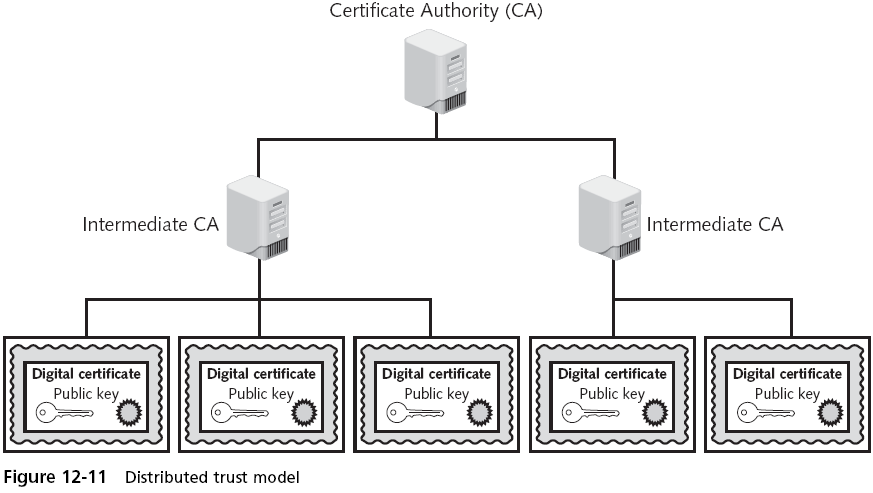 Certificate Authority (CA)
Intermediate CA
Intermediate CA
Digital certificate
Public key
Digital certificate
Public key
Digital certificate
Public key
Digital certificate
Public key
Digital certificate
Public key
Figure 12-11 Distributed trust model